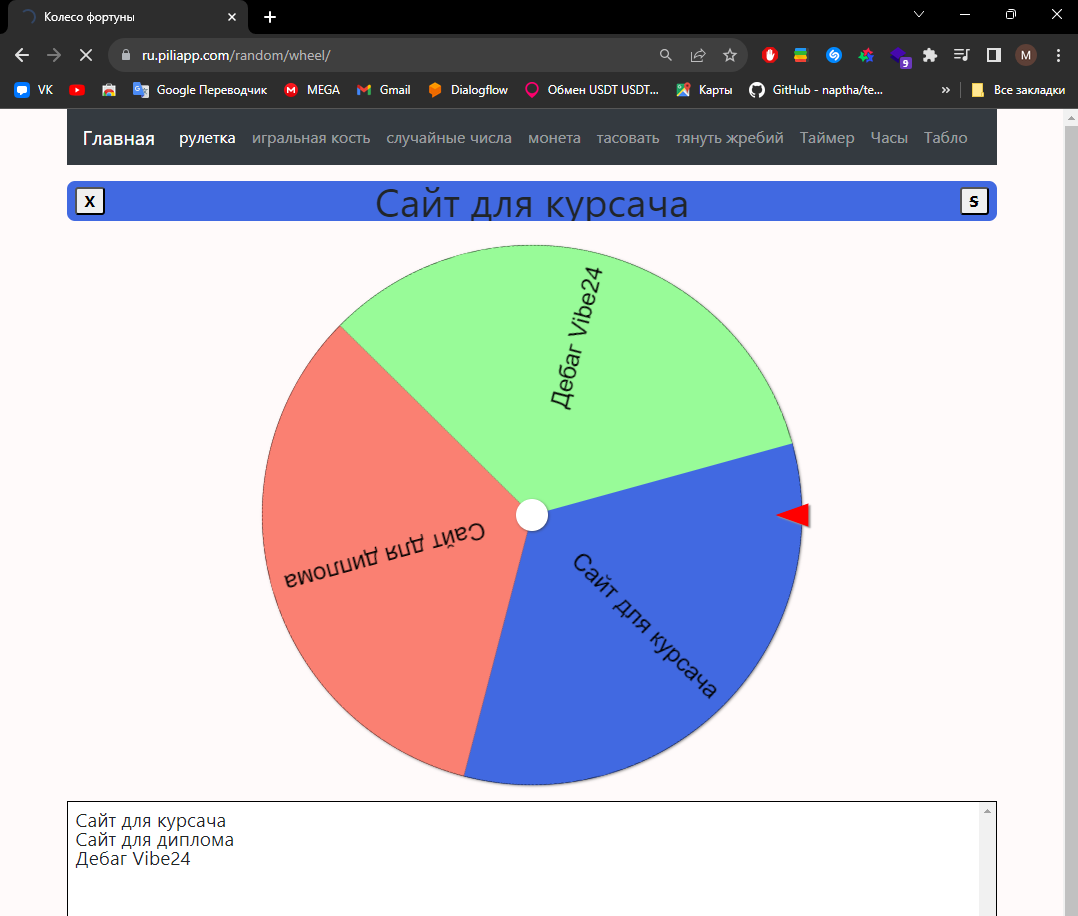 Колесо фортуны
ru.piliapp.com/random/wheel/
9
M
VK
Google Переводчик
MEGA
Gmail
Dialogflow
Обмен USDT USDT...
Карты
GitHub - naptha/te...
»
Все закладки
Главная рулетка игральная кость случайные числа монета тасовать тянуть жребий Таймер Часы Табло
X
Сайт для курсача
S
Дебаг Vibe24
Сайт для диплома
Сайт для курсача
Сайт для курсача
Сайт для диплома
Дебаг Vibe24